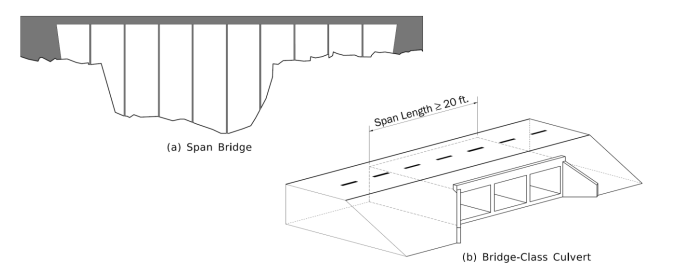 (a) Span Bridge
Span Length ≥ 20 ft.
(b) Bridge-Class Culvert